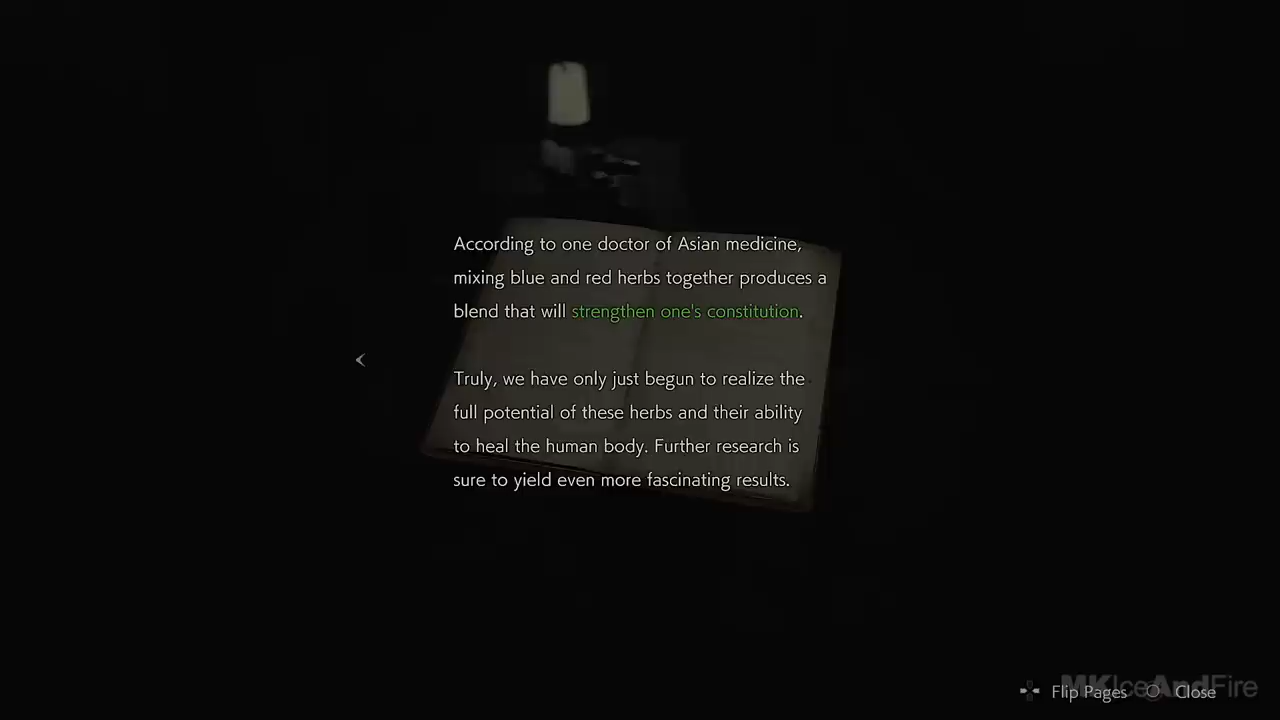 According to one doctor of Asian medicine,
mixing blue and red herbs together produces a
blend that will strengthen one's constitution.
Truly, we have only just begun to realize the
full potential of these herbs and their ability
to heal the human body. Further research is
sure to yield even more fascinating results.
MKIceAndFire
Flip Pages Close